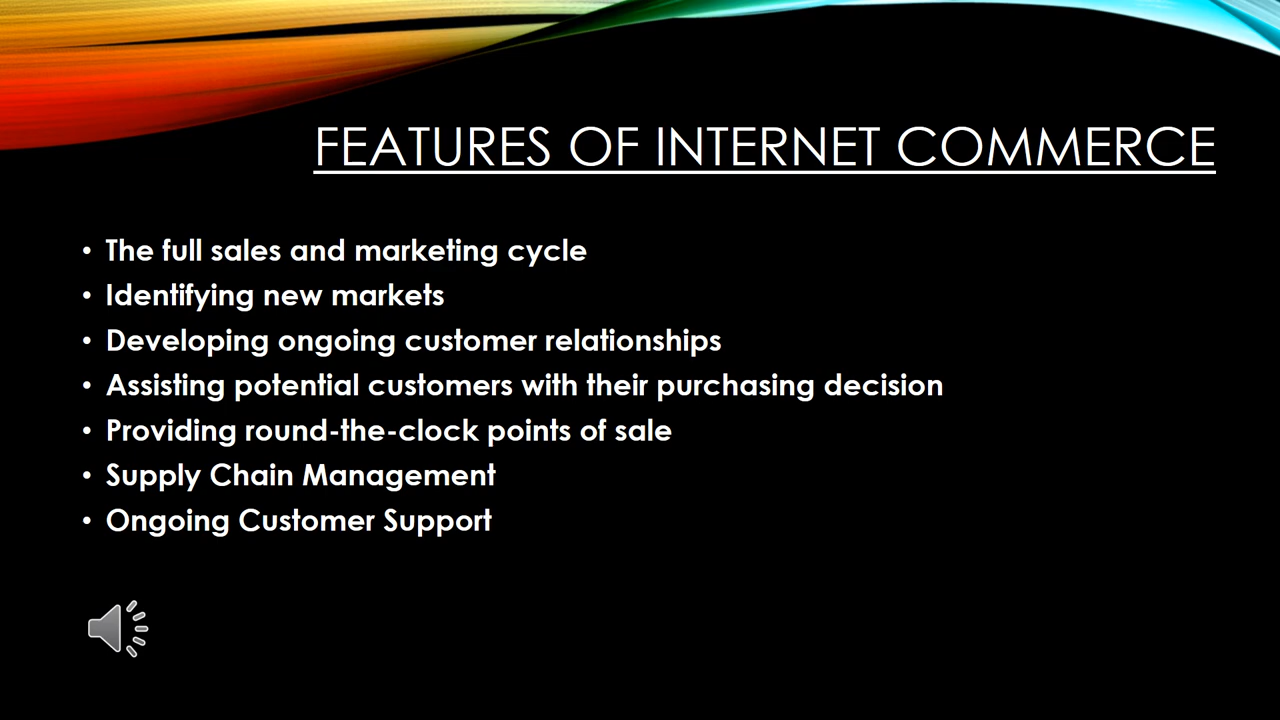 FEATURES OF INTERNET COMMERCE
• The full sales and marketing cycle
• Identifying new markets
• Developing ongoing customer relationships
• Assisting potential customers with their purchasing decision
• Providing round-the-clock points of sale
• Supply Chain Management
• Ongoing Customer Support